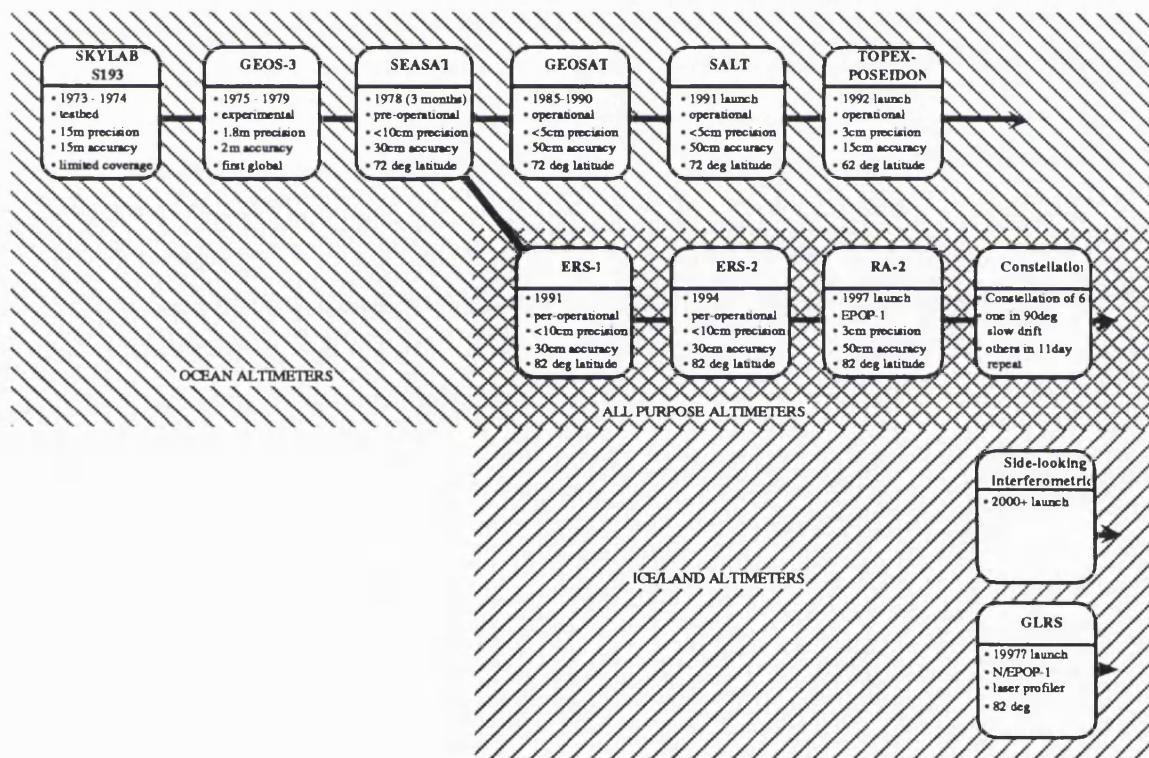 SKYLAB
S193
• 1973 - 1974
• testbed
• 15m precision
• 15m accuracy
• limited coverage
GEOS-3
• 1975 - 1979
• experimental
• 1.8m precision
• 2m accuracy
• first global
SEASAT
• 1978 (3 months)
• pre-operational
• <10cm precision
• 30cm accuracy
• 72 deg latitude
GEOSAT
• 1985-1990
• operational
• <5cm precision
• 50cm accuracy
• 72 deg latitude
SALT
• 1991 launch
• operational
• <5cm precision
• 50cm accuracy
• 72 deg latitude
TOPEX-
POSEIDON
• 1992 launch
• operational
• 3cm precision
• 15cm accuracy
• 62 deg latitude
ERS-1
• 1991
• per-operational
• <10cm precision
• 30cm accuracy
• 82 deg latitude
ERS-2
• 1994
• per-operational
• <10cm precision
• 30cm accuracy
• 82 deg latitude
RA-2
• 1997 launch
• EPOP-1
• 3cm precision
• 50cm accuracy
• 82 deg latitude
Constellation
• Constellation of 6
• one in 90deg
slow drift
• others in 11day
repeat
OCEAN ALTIMETERS
ALL PURPOSE ALTIMETERS
Side-looking
Interferometric
• 2000+ launch
ICE/LAND ALTIMETERS
GLRS
• 1997? launch
• N/EPOP-1
• laser profiler
• 82 deg